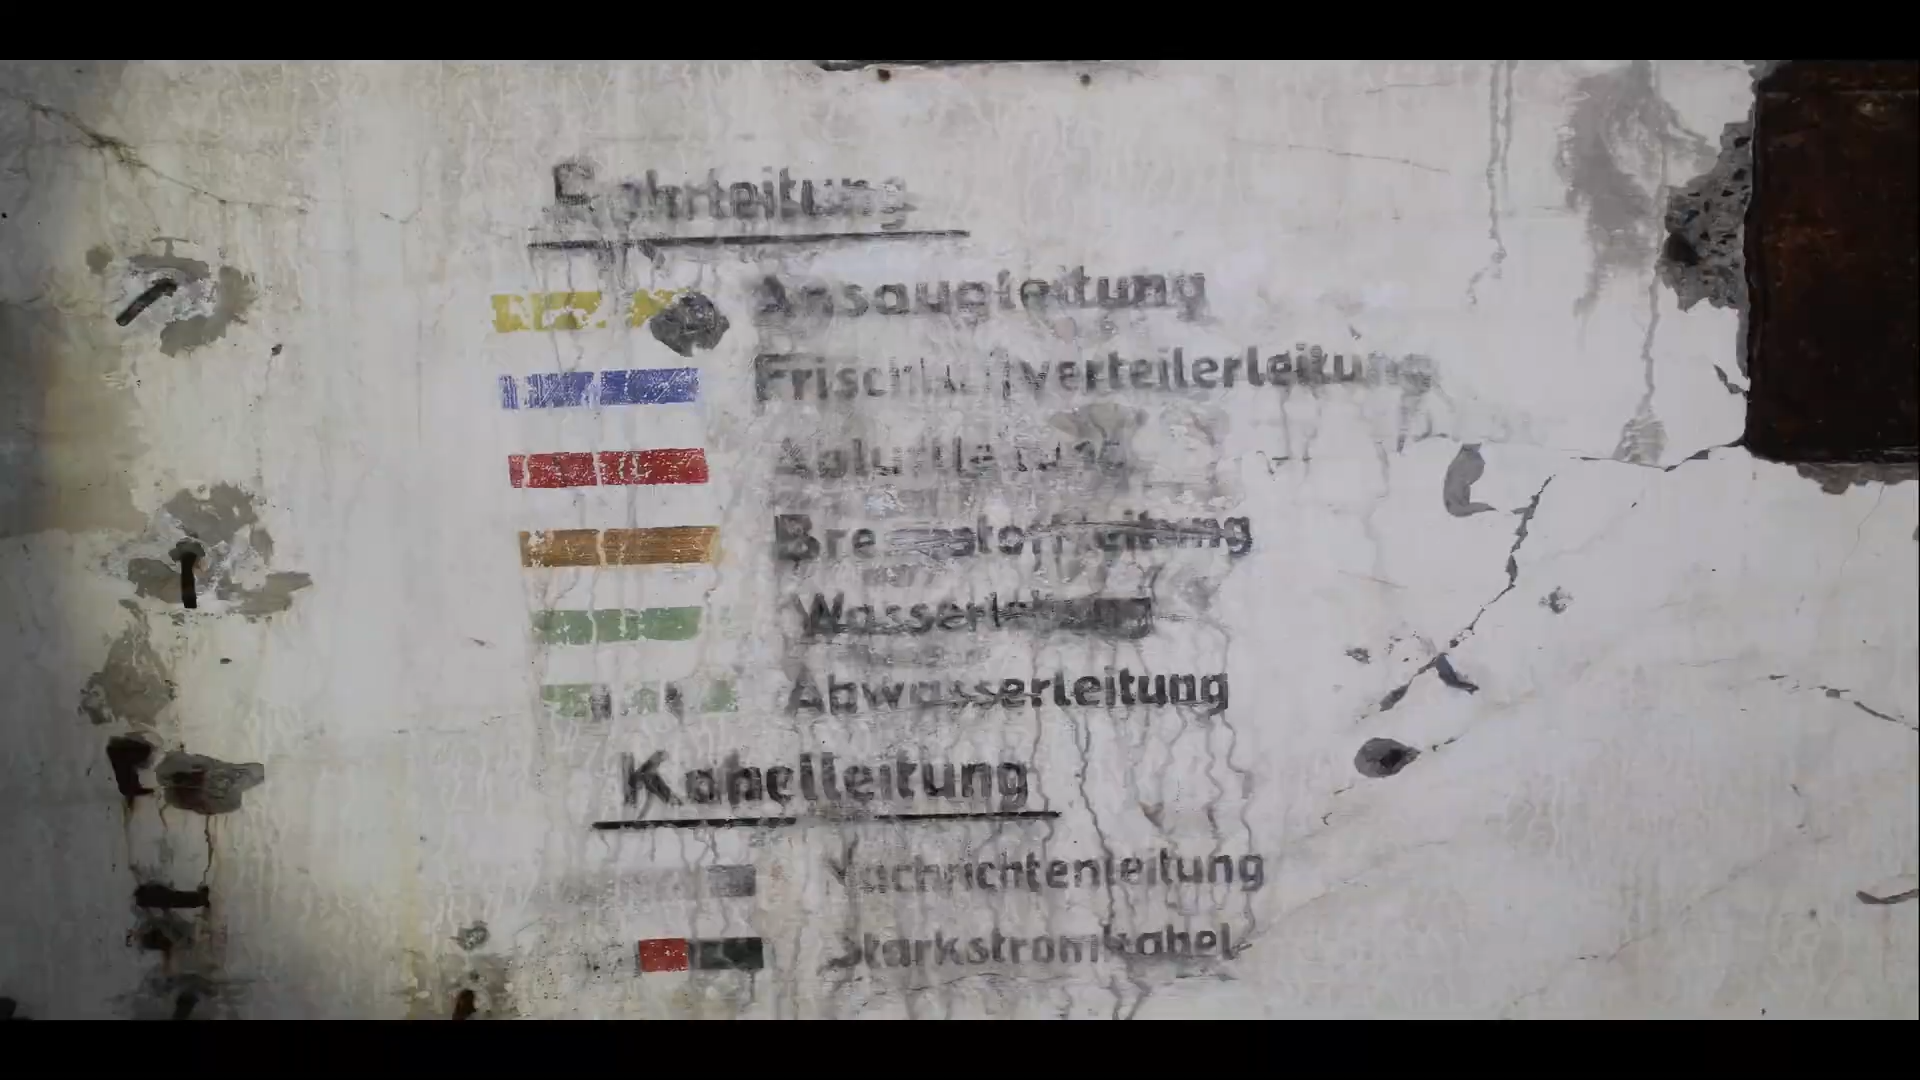 Rohrleitung
Ansaugleitung
Frischluftverteilerleitung
Abluftleitung
Brennstoffleitung
Wasserleitung
Abwasserleitung
Kabelleitung
Nachrichtenleitung
Starkstromkabel